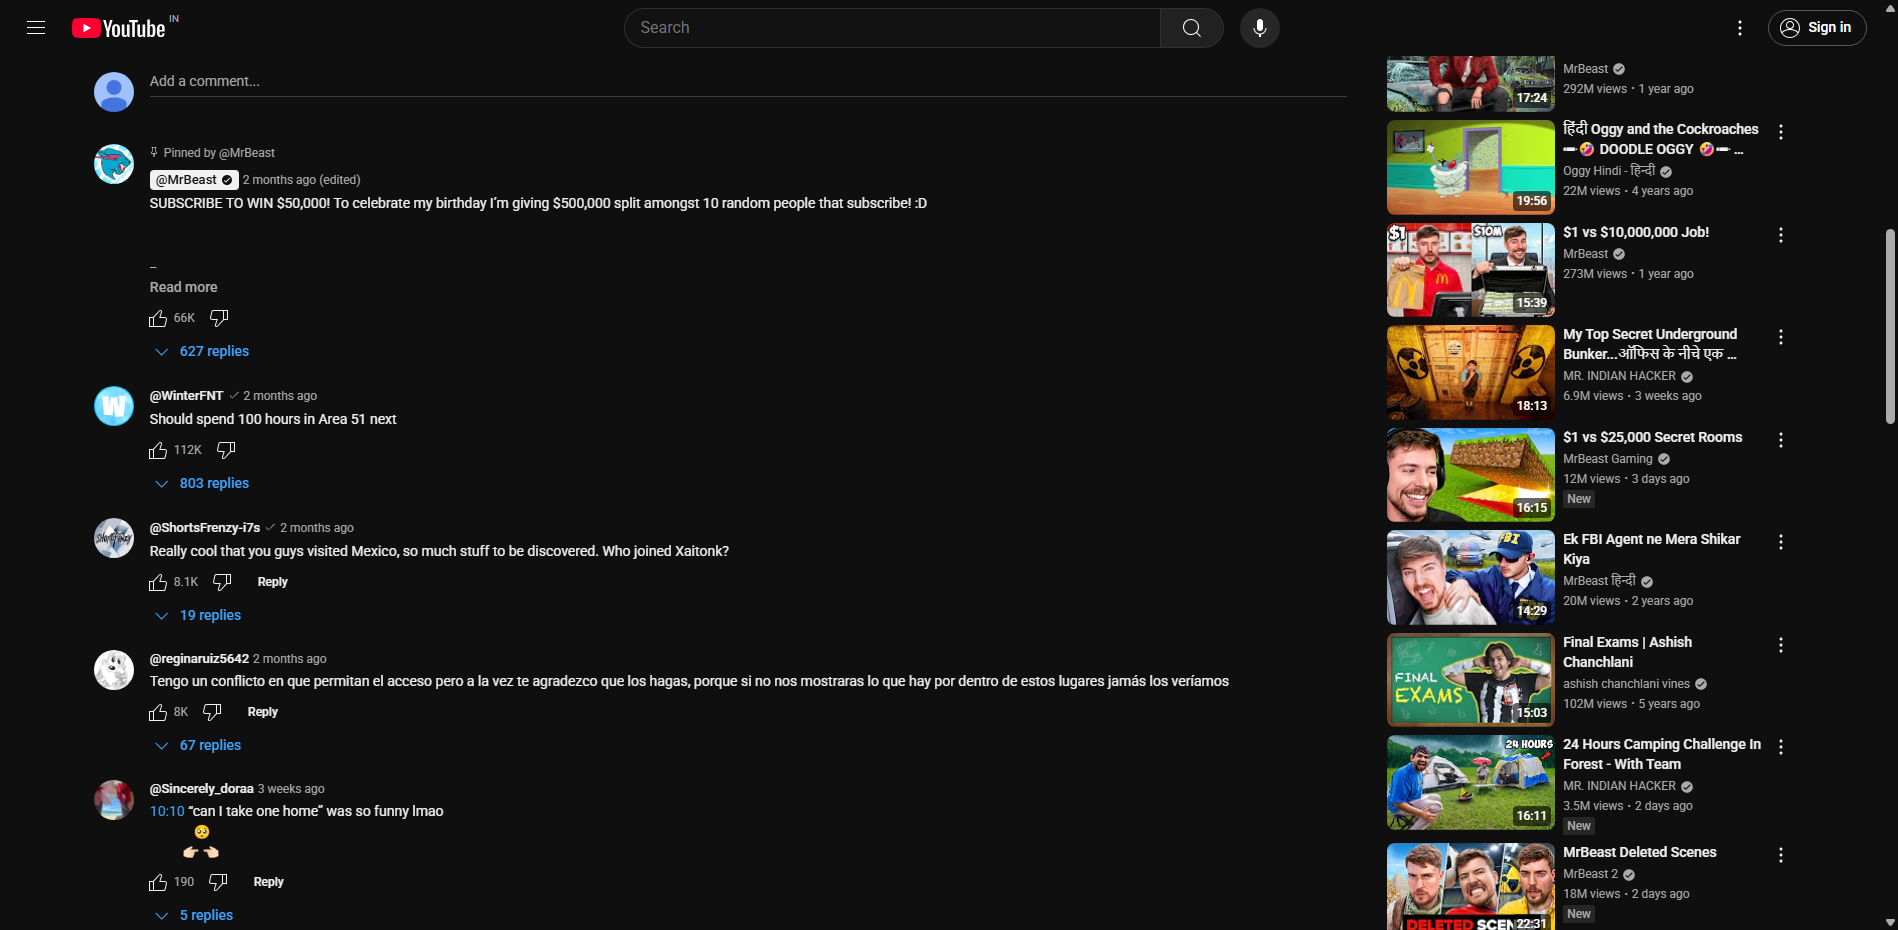 YouTube IN
Search
Sign in
Add a comment...
Pinned by @MrBeast
@MrBeast 2 months ago (edited)
SUBSCRIBE TO WIN $50,000! To celebrate my birthday I’m giving $500,000 split amongst 10 random people that subscribe! :D
...
Read more
66K
627 replies
@WinterFNT 2 months ago
Should spend 100 hours in Area 51 next
112K
803 replies
@ShortsFrenzy-i7s 2 months ago
Really cool that you guys visited Mexico, so much stuff to be discovered. Who joined Xaitonk?
8.1K Reply
19 replies
@reginaruiz5642 2 months ago
Tengo un conflicto en que permitan el acceso pero a la vez te agradezco que los hagas, porque si no nos mostraras lo que hay por dentro de estos lugares jamás los veríamos
8K Reply
67 replies
@Sincerely_doraa 3 weeks ago
10:10 “can I take one home” was so funny lmao
🥺
👉🏻👈🏻
190 Reply
5 replies
17:24
MrBeast
292M views • 1 year ago
19:56
हिंदी Oggy and the Cockroaches
🤣 DOODLE OGGY 🤣 ...
Oggy Hindi - हिन्दी
22M views • 4 years ago
$1 $10M
15:39
$1 vs $10,000,000 Job!
MrBeast
273M views • 1 year ago
18:13
My Top Secret Underground
Bunker...ऑफिस के नीचे एक ...
MR. INDIAN HACKER
6.9M views • 3 weeks ago
16:15
$1 vs $25,000 Secret Rooms
MrBeast Gaming
12M views • 3 days ago
New
FBI
14:29
Ek FBI Agent ne Mera Shikar
Kiya
MrBeast हिन्दी
20M views • 2 years ago
FINAL
EXAMS
15:03
Final Exams | Ashish
Chanchlani
ashish chanchlani vines
102M views • 5 years ago
24 HOURS
16:11
24 Hours Camping Challenge In
Forest - With Team
MR. INDIAN HACKER
3.5M views • 2 days ago
New
DELETED SCEN
22:31
MrBeast Deleted Scenes
MrBeast 2
18M views • 2 days ago
New